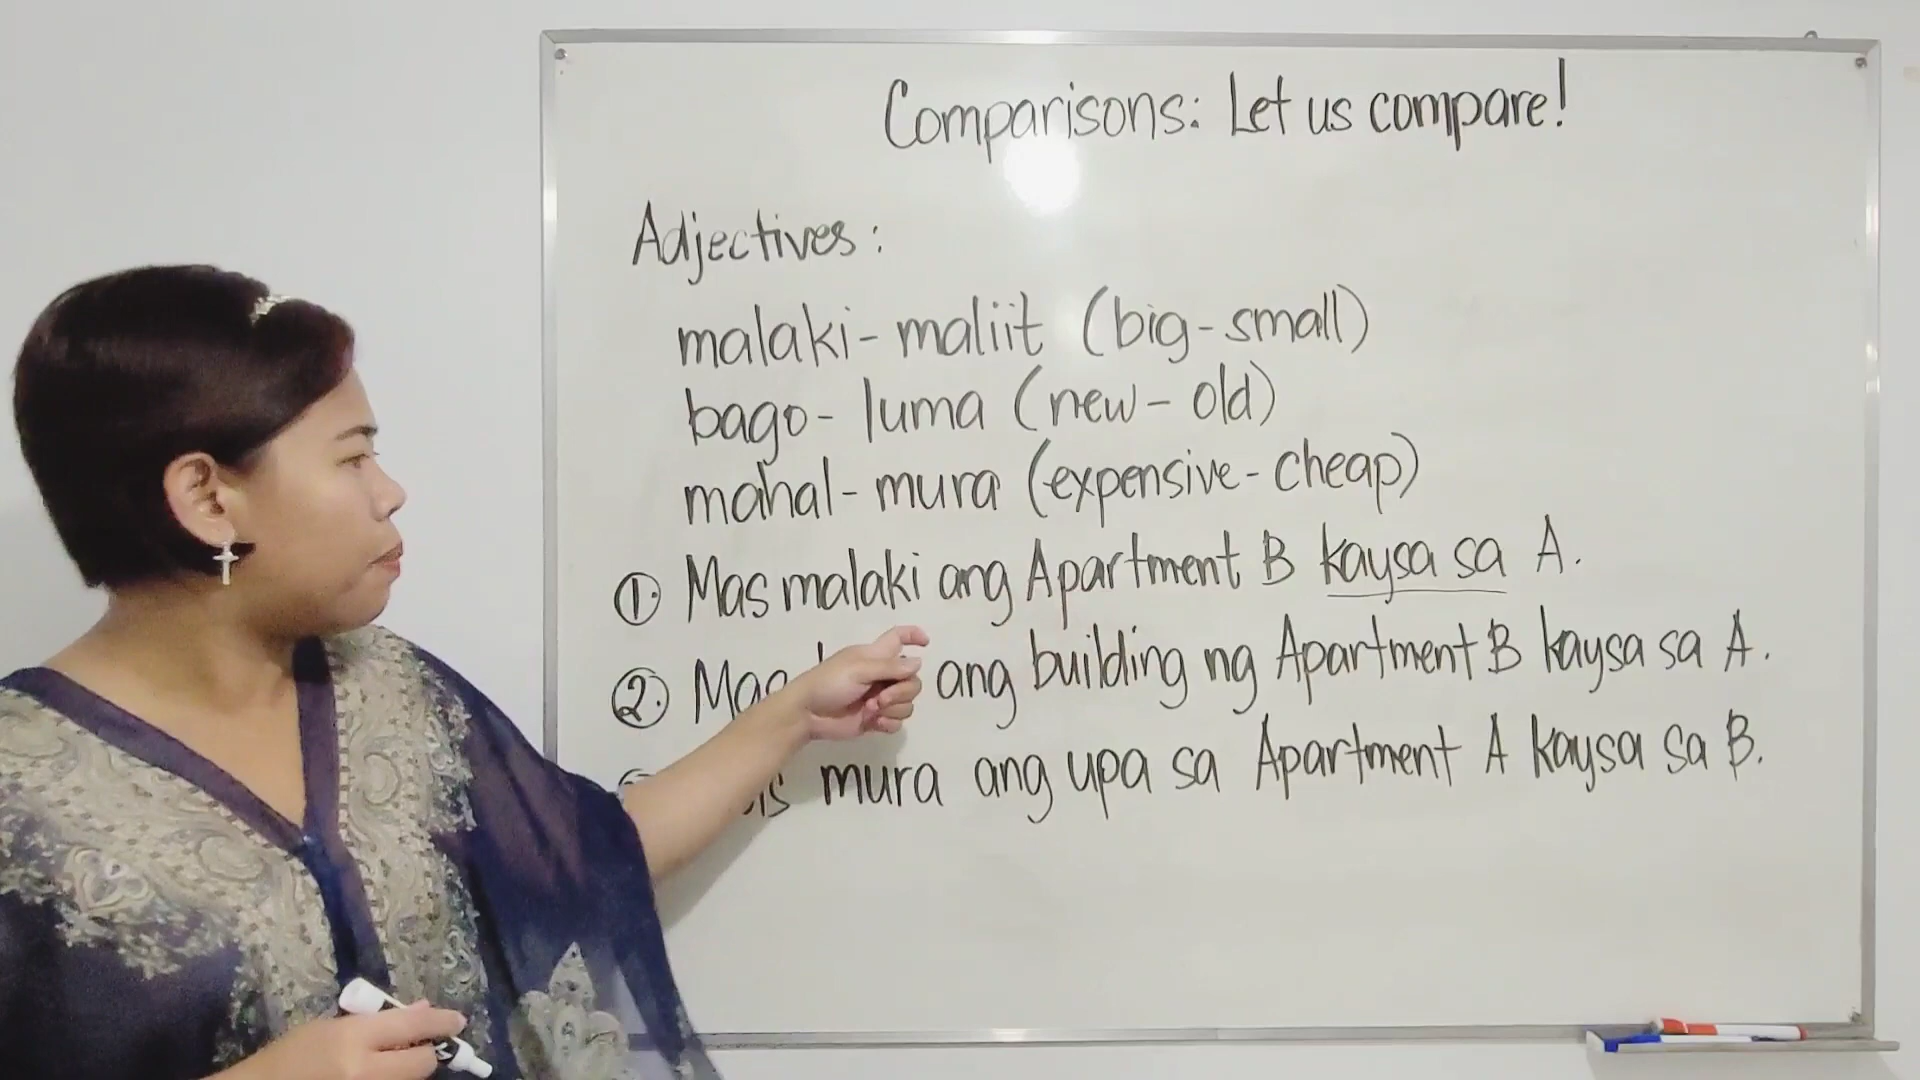 Comparisons: Let us compare!
Adjectives:
malaki - maliit (big - small)
bago - luma (new - old)
mahal - mura (expensive - cheap)
1. Mas malaki ang Apartment B kaysa sa A.
2. ang building ng Apartment B kaysa sa A.
mura ang upa sa Apartment A kaysa sa B.